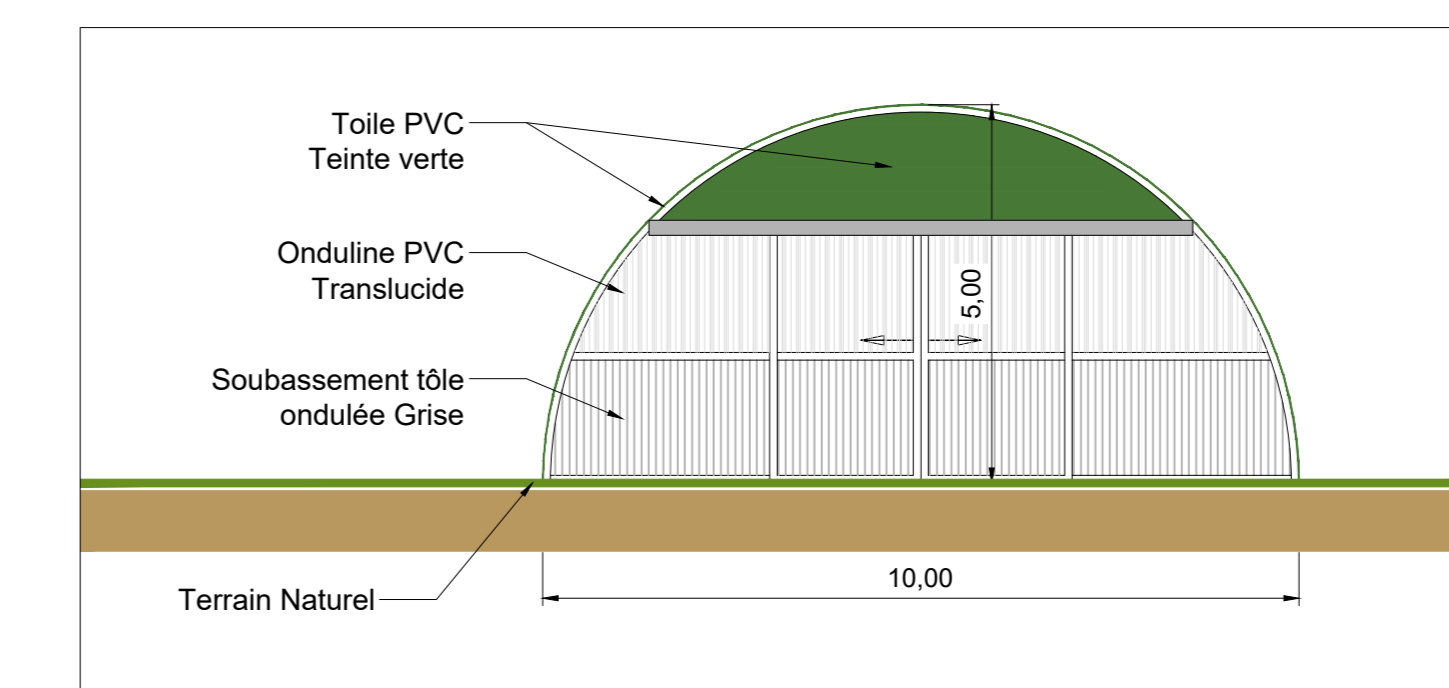 Toile PVC
Teinte verte
Onduline PVC
Translucide
5,00
Soubassement tôle
ondulée Grise
10,00
Terrain Naturel